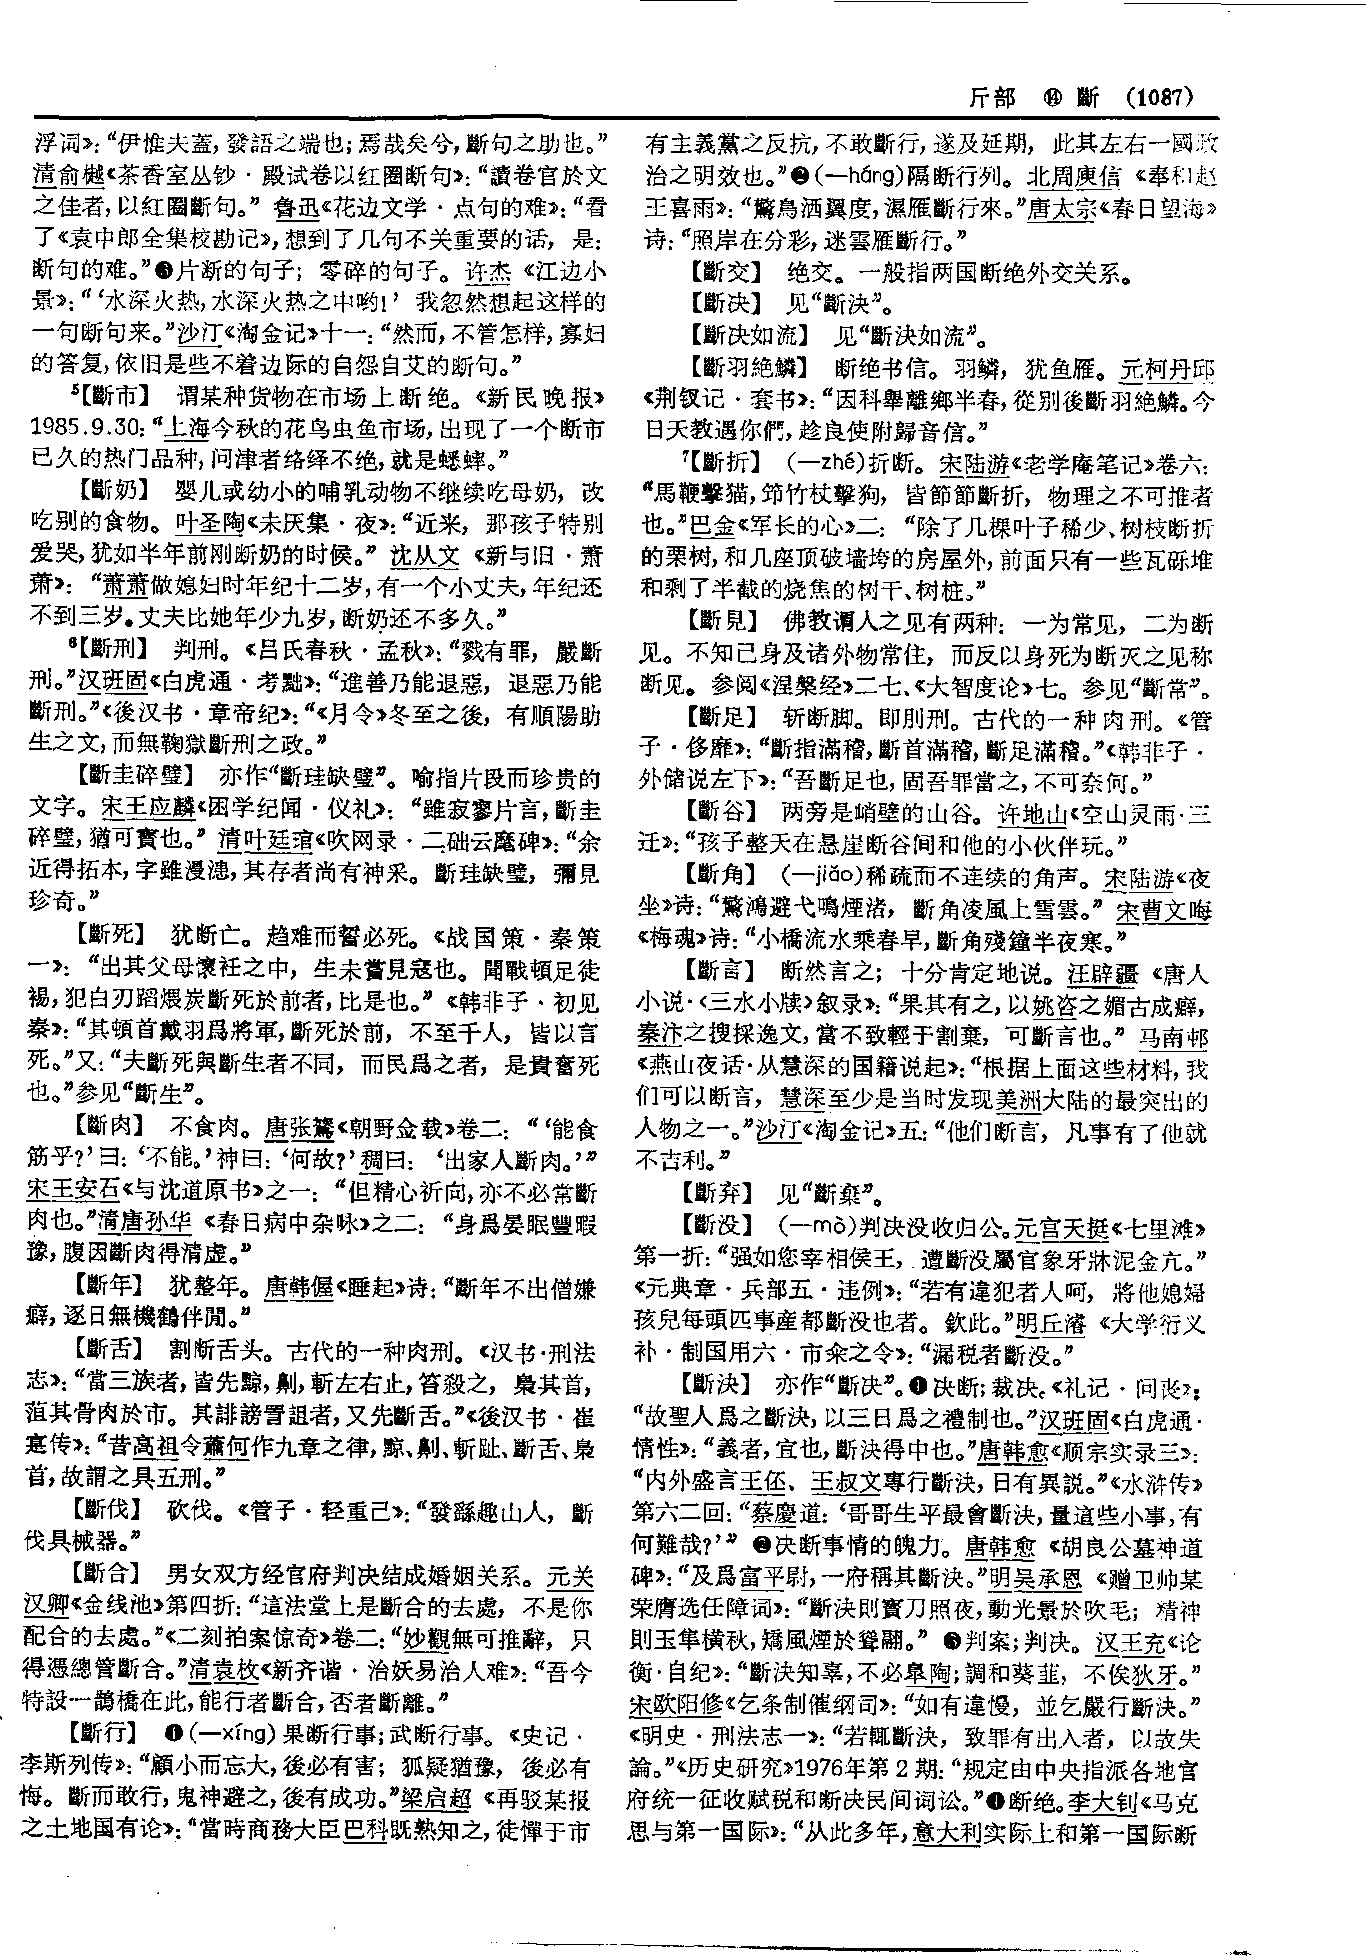 斤部 ⑭ 斷 (1087)
浮词》：“伊惟夫蓋，發語之端也；焉哉矣兮，斷句之助也。”
清俞樾《茶香室丛钞·殿试卷以红圈断句》：“讀卷官於文
之佳者，以紅圈斷句。”鲁迅《花边文学·点句的难》：“看
了《袁中郎全集校勘记》，想到了几句不关重要的话，是：
断句的难。”❸片断的句子；零碎的句子。许杰《江边小
景》：“‘水深火热，水深火热之中哟！’我忽然想起这样的
一句断句来。”沙汀《淘金记》十一：“然而，不管怎样，寡妇
的答复，依旧是些不着边际的自怨自艾的断句。”
⁵【斷市】 谓某种货物在市场上断绝。《新民晚报》
1985.9.30：“上海今秋的花鸟虫鱼市场，出现了一个断市
已久的热门品种，问津者络绎不绝，就是蟋蟀。”
【斷奶】 婴儿或幼小的哺乳动物不继续吃母奶，改
吃别的食物。叶圣陶《未厌集·夜》：“近来，那孩子特别
爱哭，犹如半年前刚断奶的时候。”沈从文《新与旧·萧
萧》：“萧萧做媳妇时年纪十二岁，有一个小丈夫，年纪还
不到三岁。丈夫比她年少九岁，断奶还不多久。”
⁶【斷刑】 判刑。《吕氏春秋·孟秋》：“戮有罪，嚴斷
刑。”汉班固《白虎通·考黜》：“進善乃能退惡，退惡乃能
斷刑。”《後汉书·章帝纪》：“《月令》冬至之後，有順陽助
生之文，而無鞠獄斷刑之政。”
【斷圭碎璧】 亦作“斷珪缺璧”。喻指片段而珍贵的
文字。宋王应麟《困学纪闻·仪礼》：“雖寂寥片言，斷圭
碎璧，猶可寳也。”清叶廷琯《吹网录·二础云麾碑》：“余
近得拓本，字雖漫漶，其存者尚有神采。斷珪缺璧，彌見
珍奇。”
【斷死】 犹断亡。趋难而誓必死。《战国策·秦策
一》：“出其父母懷衽之中，生未嘗見寇也。聞戰頓足徒
裼，犯白刃蹈煨炭斷死於前者，比是也。”《韩非子·初见
秦》：“其頓首戴羽爲將軍，斷死於前，不至千人，皆以言
死。”又：“夫斷死與斷生者不同，而民爲之者，是貴奮死
也。”参见“斷生”。
【斷肉】 不食肉。唐张鷟《朝野佥载》卷二：“‘能食
筋乎？’曰：‘不能。’神曰：‘何故？’稠曰：‘出家人斷肉。’”
宋王安石《与沈道原书》之一：“但精心祈向，亦不必常斷
肉也。”清唐孙华《春日病中杂咏》之二：“身爲晏眠豐暇
豫，腹因斷肉得清虚。”
【斷年】 犹整年。唐韩偓《睡起》诗：“斷年不出僧嫌
癖，逐日無機鶴伴閒。”
【斷舌】 割断舌头。古代的一种肉刑。《汉书·刑法
志》：“當三族者，皆先黥，劓，斬左右止，笞殺之，梟其首，
菹其骨肉於市。其誹謗詈詛者，又先斷舌。”《後汉书·崔
寔传》：“昔高祖令蕭何作九章之律，黥、劓、斬趾、斷舌、梟
首，故謂之具五刑。”
【斷伐】 砍伐。《管子·轻重己》：“發繇趣山人，斷
伐具械器。”
【斷合】 男女双方经官府判决结成婚姻关系。元关
汉卿《金线池》第四折：“這法堂上是斷合的去處，不是你
配合的去處。”《二刻拍案惊奇》卷二：“妙觀無可推辭，只
得憑總管斷合。”清袁枚《新齐谐·治妖易治人难》：“吾今
特設一鵲橋在此，能行者斷合，否者斷離。”
【斷行】 ❶(—xíng)果断行事；武断行事。《史记·
李斯列传》：“顧小而忘大，後必有害；狐疑猶豫，後必有
悔。斷而敢行，鬼神避之，後有成功。”梁启超《再驳某报
之土地国有论》：“當時商務大臣巴科既熟知之，徒憚于市
有主義黨之反抗，不敢斷行，遂及延期，此其左右一國政
治之明效也。”❷(—háng)隔断行列。北周庾信《奉和赵
王喜雨》：“驚鳥洒翼度，濕雁斷行來。”唐太宗《春日望海》
诗：“照岸花分彩，迷雲雁斷行。”
【斷交】 绝交。一般指两国断绝外交关系。
【斷决】 见“斷決”。
【斷决如流】 见“斷決如流”。
【斷羽絶鱗】 断绝书信。羽鳞，犹鱼雁。元柯丹邱
《荆钗记·套书》：“因科舉離鄉半春，從别後斷羽絶鱗。今
日天教遇你們，趁良使附歸音信。”
⁷【斷折】 (—zhé)折断。宋陆游《老学庵笔记》卷六：
“馬鞭擊猫，筇竹杖擊狗，皆節節斷折，物理之不可推者
也。”巴金《军长的心》二：“除了几棵叶子稀少、树枝断折
的栗树，和几座顶破墙垮的房屋外，前面只有一些瓦砾堆
和剩了半截的烧焦的树干、树桩。”
【斷見】 佛教谓人之见有两种：一为常见，二为断
见。不知己身及诸外物常住，而反以身死为断灭之见称
断见。参阅《涅槃经》二七、《大智度论》七。参见“斷常”。
【斷足】 斩断脚。即刖刑。古代的一种肉刑。《管
子·侈靡》：“斷指滿稽，斷首滿稽，斷足滿稽。”《韩非子·
外储说左下》：“吾斷足也，固吾罪當之，不可奈何。”
【斷谷】 两旁是峭壁的山谷。许地山《空山灵雨·三
迁》：“孩子整天在悬崖断谷间和他的小伙伴玩。”
【斷角】 (—jiǎo)稀疏而不连续的角声。宋陆游《夜
坐》诗：“驚鴻避弋鳴煙渚，斷角凌風上雪雲。”宋曹文晦
《梅魂》诗：“小橋流水乘春早，斷角殘鐘半夜寒。”
【斷言】 断然言之；十分肯定地说。汪辟疆《唐人
小说·〈三水小牍〉叙录》：“果其有之，以姚咨之媚古成癖，
秦汴之搜採逸文，當不致輕于割棄，可斷言也。”马南邨
《燕山夜话·从慧深的国籍说起》：“根据上面这些材料，我
们可以断言，慧深至少是当时发现美洲大陆的最突出的
人物之一。”沙汀《淘金记》五：“他们断言，凡事有了他就
不吉利。”
【斷弃】 见“斷棄”。
【斷没】 (—mò)判决没收归公。元宫天挺《七里滩》
第一折：“强如您宰相侯王，遭斷没屬官象牙牀泥金亢。”
《元典章·兵部五·违例》：“若有違犯者人呵，將他媳婦
孩兒每頭匹事産都斷没也者。欽此。”明丘濬《大学衍义
补·制国用六·市籴之令》：“漏税者斷没。”
【斷決】 亦作“斷决”。❶决断；裁决。《礼记·问丧》：
“故聖人爲之斷決，以三日爲之禮制也。”汉班固《白虎通·
情性》：“義者，宜也，斷決得中也。”唐韩愈《顺宗实录三》：
“内外盛言王伾、王叔文專行斷決，日有異説。”《水浒传》
第六二回：“蔡慶道：‘哥哥生平最會斷決，量這些小事，有
何難哉？’”❷决断事情的魄力。唐韩愈《胡良公墓神道
碑》：“及爲富平尉，一府稱其斷決。”明吴承恩《赠卫帅某
荣膺选任障词》：“斷決則寳刀照夜，動光景於吹毛；精神
則玉隼横秋，矯風煙於聳翮。”❸判案；判决。汉王充《论
衡·自纪》：“斷決知辜，不必皋陶；調和葵韮，不俟狄牙。”
宋欧阳修《乞条制催纲司》：“如有違慢，並乞嚴行斷決。”
《明史·刑法志一》：“若輒斷決，致罪有出入者，以故失
論。”《历史研究》1976年第2期：“规定由中央指派各地官
府统一征收赋税和断决民间词讼。”❹断绝。李大钊《马克
思与第一国际》：“从此多年，意大利实际上和第一国际断